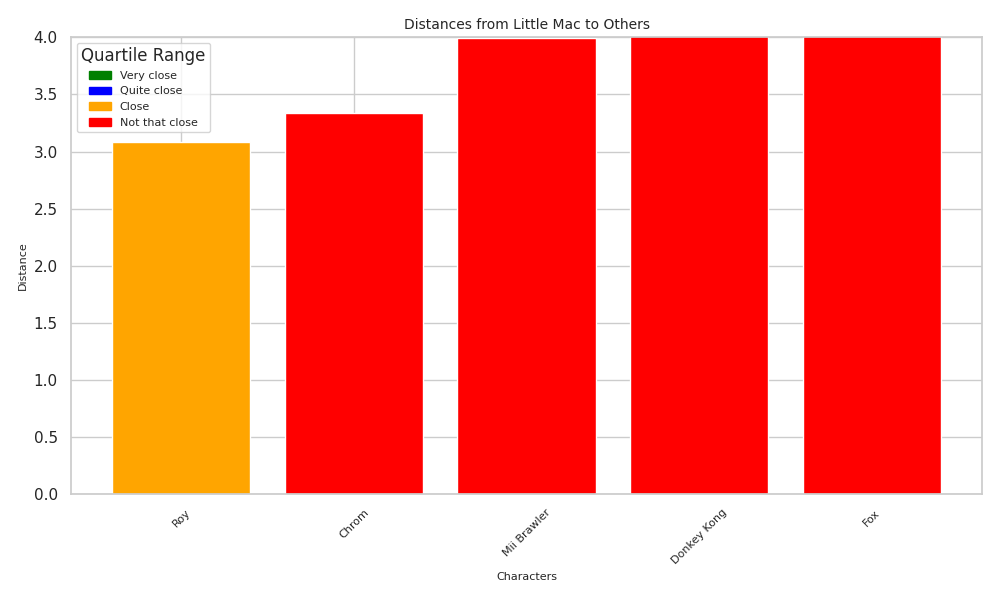 Distances from Little Mac to Others
Quartile Range
Very close
Quite close
Close
Not that close
4.0
3.5
3.0
2.5
2.0
1.5
1.0
0.5
0.0
Distance
Roy
Chrom
Mii Brawler
Donkey Kong
Fox
Characters